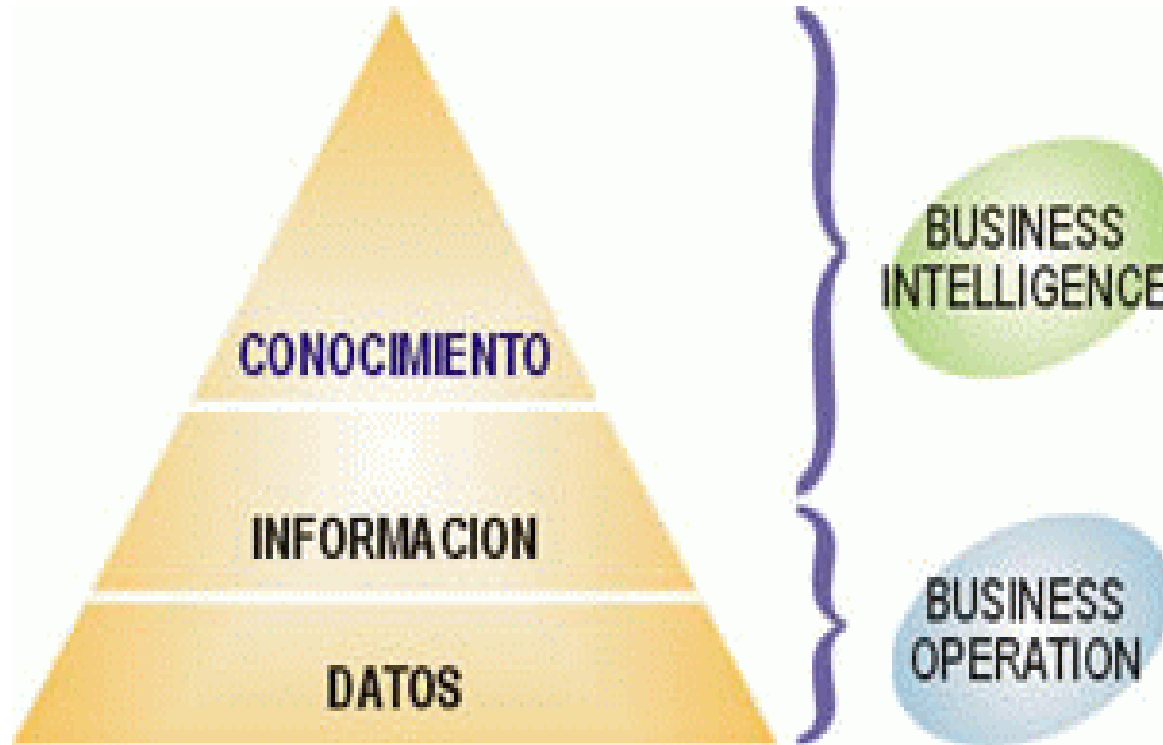 CONOCIMIENTO
INFORMACION
DATOS
BUSINESS
INTELLIGENCE
BUSINESS
OPERATION